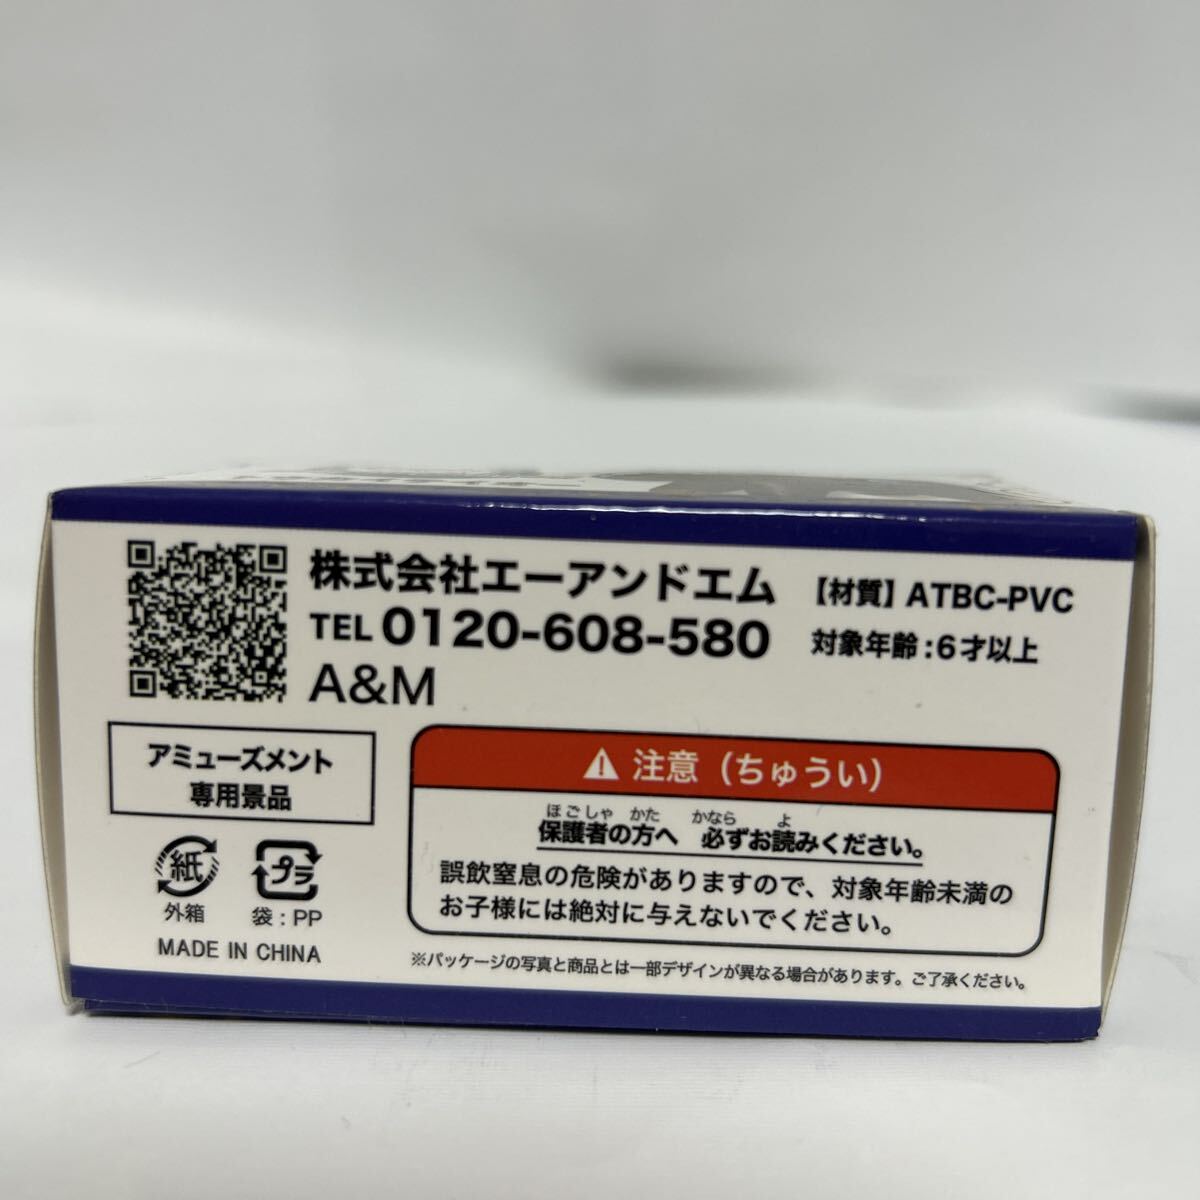 株式会社エーアンドエム
TEL 0120-608-580
A&M
【材質】ATBC-PVC
対象年齢:6才以上
アミューズメント
専用景品
紙
外箱
プラ
袋:PP
MADE IN CHINA
注意(ちゅうい)
ほごしゃ かた かなら よ
保護者の方へ 必ずお読みください。
誤飲窒息の危険がありますので、対象年齢未満の
お子様には絶対に与えないでください。
※パッケージの写真と商品とは一部デザインが異なる場合があります。ご了承ください。